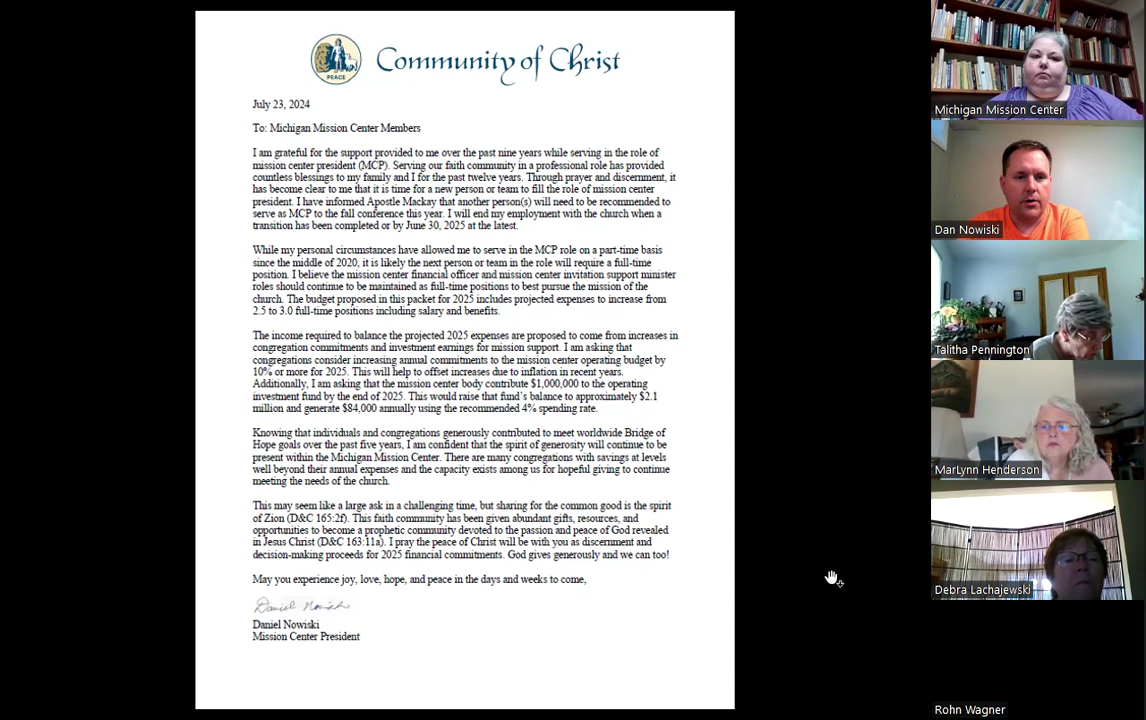 PEACE
Community of Christ
July 23, 2024
To: Michigan Mission Center Members
I am grateful for the support provided to me over the past nine years while serving in the role of
mission center president (MCP). Serving our faith community in a professional role has provided
countless blessings to my family and I for the past twelve years. Through prayer and discernment, it
has become clear to me that it is time for a new person or team to fill the role of mission center
president. I have informed Apostle Mackay that another person(s) will need to be recommended to
serve as MCP to the fall conference this year. I will end my employment with the church when a
transition has been completed or by June 30, 2025 at the latest.
While my personal circumstances have allowed me to serve in the MCP role on a part-time basis
since the middle of 2020, it is likely the next person or team in the role will require a full-time
position. I believe the mission center financial officer and mission center invitation support minister
roles should continue to be maintained as full-time positions to best pursue the mission of the
church. The budget proposed in this packet for 2025 includes projected expenses to increase from
2.5 to 3.0 full-time positions including salary and benefits.
The income required to balance the projected 2025 expenses are proposed to come from increases in
congregation commitments and investment earnings for mission support. I am asking that
congregations consider increasing annual commitments to the mission center operating budget by
10% or more for 2025. This will help to offset increases due to inflation in recent years.
Additionally, I am asking that the mission center body contribute $1,000,000 to the operating
investment fund by the end of 2025. This would raise that fund's balance to approximately $2.1
million and generate $84,000 annually using the recommended 4% spending rate.
Knowing that individuals and congregations generously contributed to meet worldwide Bridge of
Hope goals over the past five years, I am confident that the spirit of generosity will continue to be
present within the Michigan Mission Center. There are many congregations with savings at levels
well beyond their annual expenses and the capacity exists among us for hopeful giving to continue
meeting the needs of the church.
This may seem like a large ask in a challenging time, but sharing for the common good is the spirit
of Zion (D&C 165:2f). This faith community has been given abundant gifts, resources, and
opportunities to become a prophetic community devoted to the passion and peace of God revealed
in Jesus Christ (D&C 163:11a). I pray the peace of Christ will be with you as discernment and
decision-making proceeds for 2025 financial commitments. God gives generously and we can too!
May you experience joy, love, hope, and peace in the days and weeks to come,
Daniel Nowiski
Daniel Nowiski
Mission Center President
Michigan Mission Center
Dan Nowiski
Talitha Pennington
MarLynn Henderson
Debra Lachajewski
Rohn Wagner